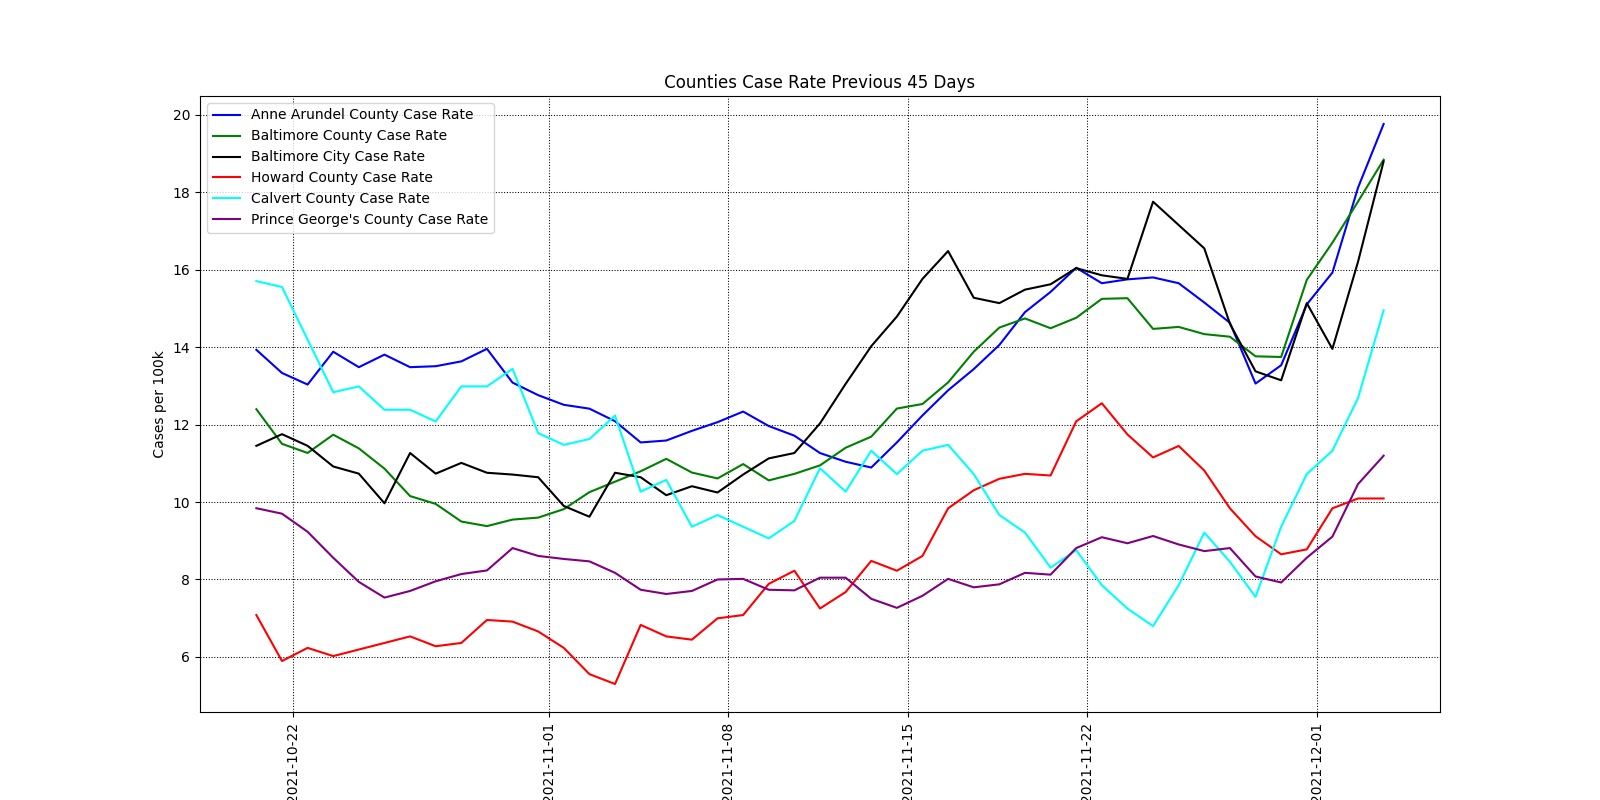 Counties Case Rate Previous 45 Days
20
18
16
14
12
10
8
6
Cases per 100k
Anne Arundel County Case Rate
Baltimore County Case Rate
Baltimore City Case Rate
Howard County Case Rate
Calvert County Case Rate
Prince George's County Case Rate
2021-10-22
2021-11-01
2021-11-08
2021-11-15
2021-11-22
2021-12-01